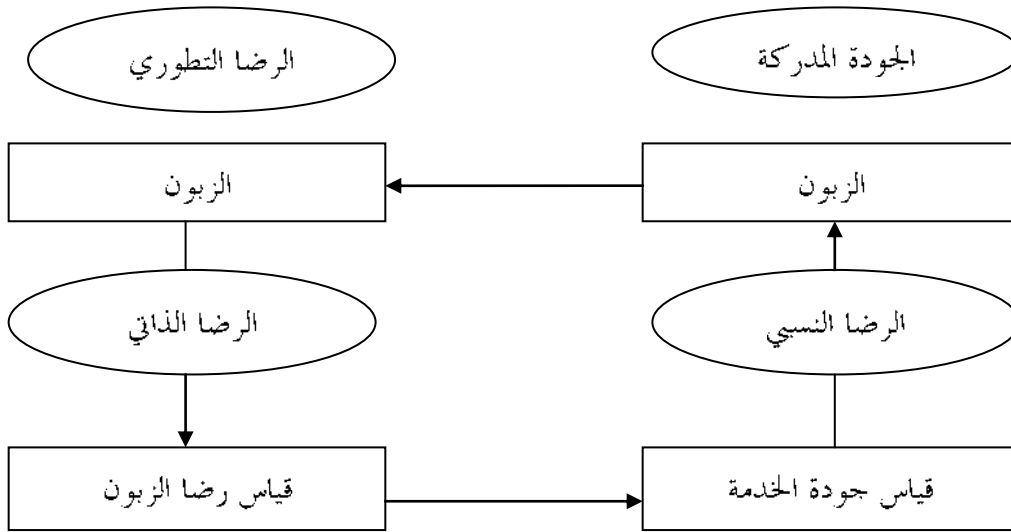 الجودة المدركة
الرضا التطوري
الزبون
الزبون
الرضا النسبي
الرضا الذاتي
قياس جودة الخدمة
قياس رضا الزبون